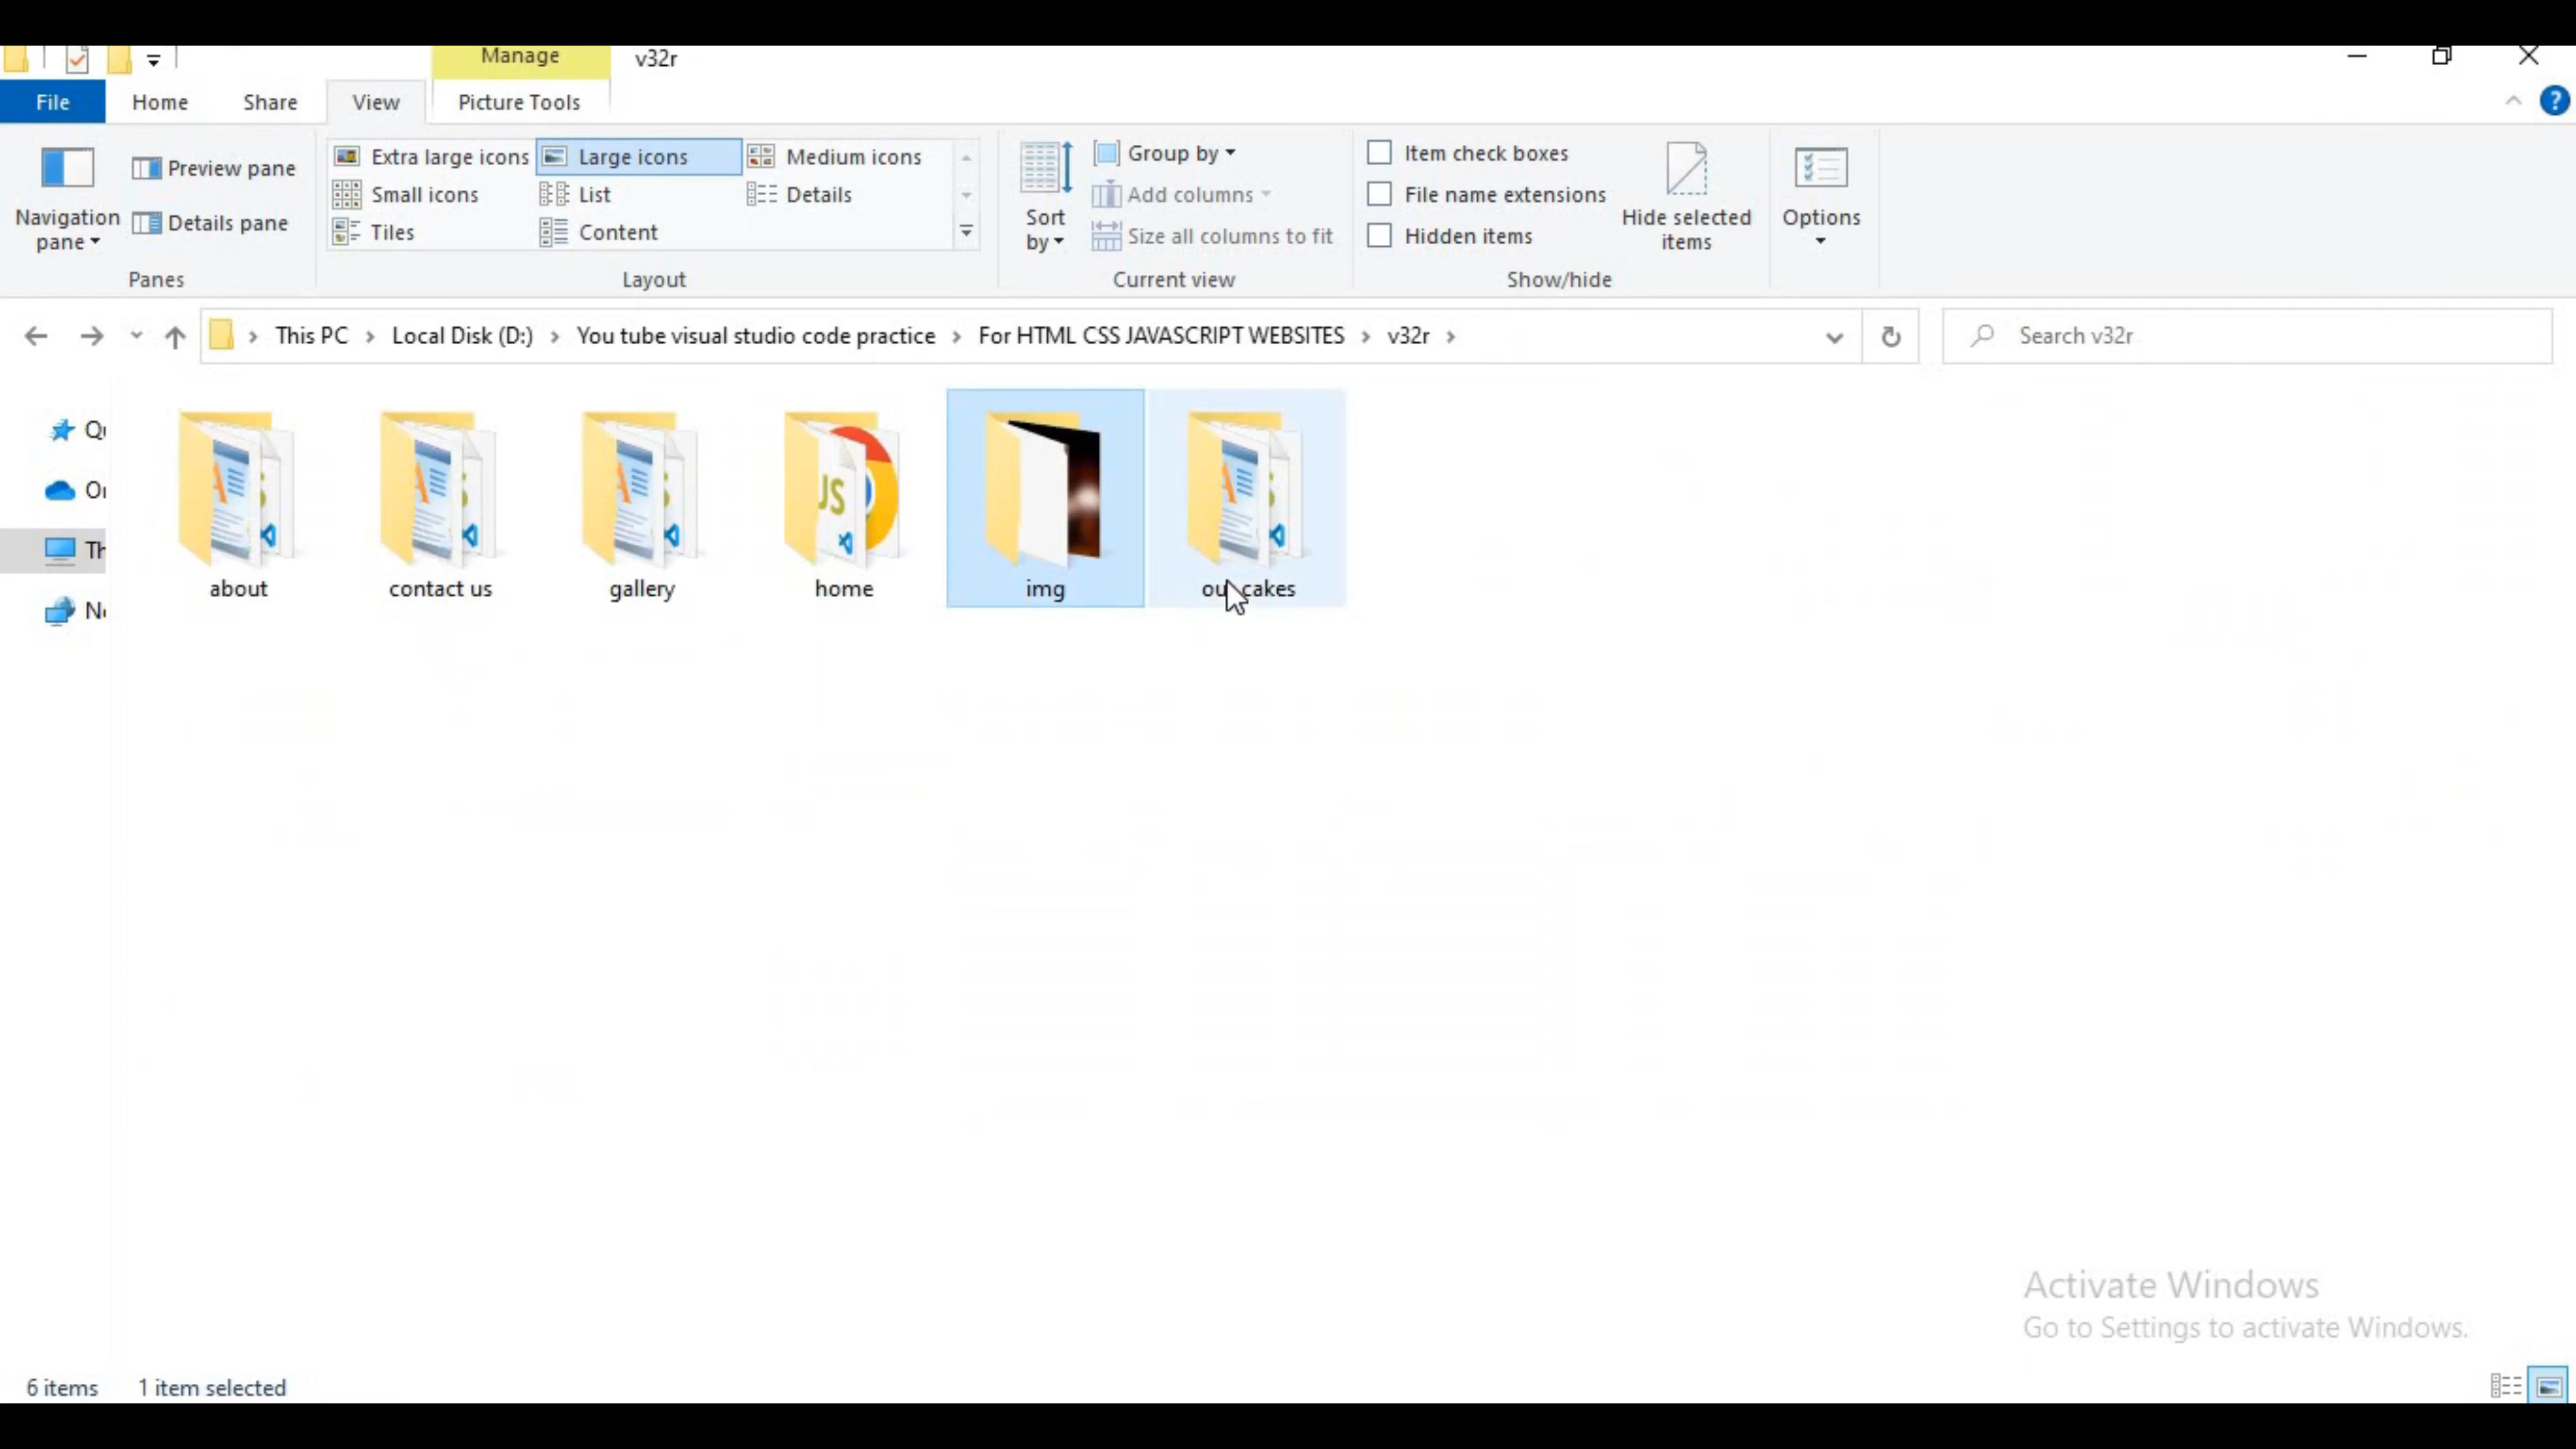 Manage
v32r
File Home Share View Picture Tools
Extra large icons Large icons Medium icons
Preview pane
Small icons List Details
Navigation pane
Details pane
Tiles Content
Panes
Layout
Sort by
Group by
Add columns
Size all columns to fit
Current view
Item check boxes
File name extensions
Hidden items
Hide selected items
Show/hide
Options
This PC > Local Disk (D:) > You tube visual studio code practice > For HTML CSS JAVASCRIPT WEBSITES > v32r >
Search v32r
about contact us gallery home img cakes
JS
Activate Windows
Go to Settings to activate Windows.
6 items 1 item selected